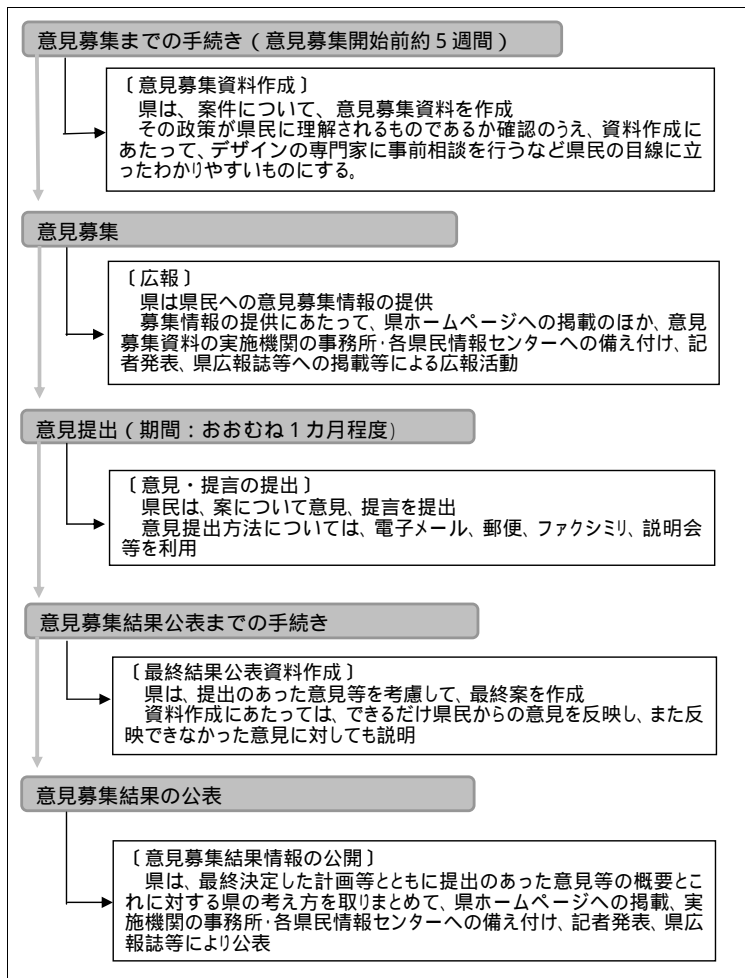 意見募集までの手続き（意見募集開始前約５週間）
〔意見募集資料作成〕
県は、案件について、意見募集資料を作成
その政策が県民に理解されるものであるか確認のうえ、資料作成に
あたって、デザインの専門家に事前相談を行うなど県民の目線に立
ったわかりやすいものにする。
意見募集
〔広報〕
県は県民への意見募集情報の提供
募集情報の提供にあたって、県ホームページへの掲載のほか、意見
募集資料の実施機関の事務所・各県民情報センターへの備え付け、記
者発表、県広報誌等への掲載等による広報活動
意見提出（期間：おおむね１カ月程度）
〔意見・提言の提出〕
県民は、案について意見、提言を提出
意見提出方法については、電子メール、郵便、ファクシミリ、説明会
等を利用
意見募集結果公表までの手続き
〔最終結果公表資料作成〕
県は、提出のあった意見等を考慮して、最終案を作成
資料作成にあたっては、できるだけ県民からの意見を反映し、また反
映できなかった意見に対しても説明
意見募集結果の公表
〔意見募集結果情報の公開〕
県は、最終決定した計画等とともに提出のあった意見等の概要とこ
れに対する県の考え方を取りまとめて、県ホームページへの掲載、実
施機関の事務所・各県民情報センターへの備え付け、記者発表、県広
報誌等により公表